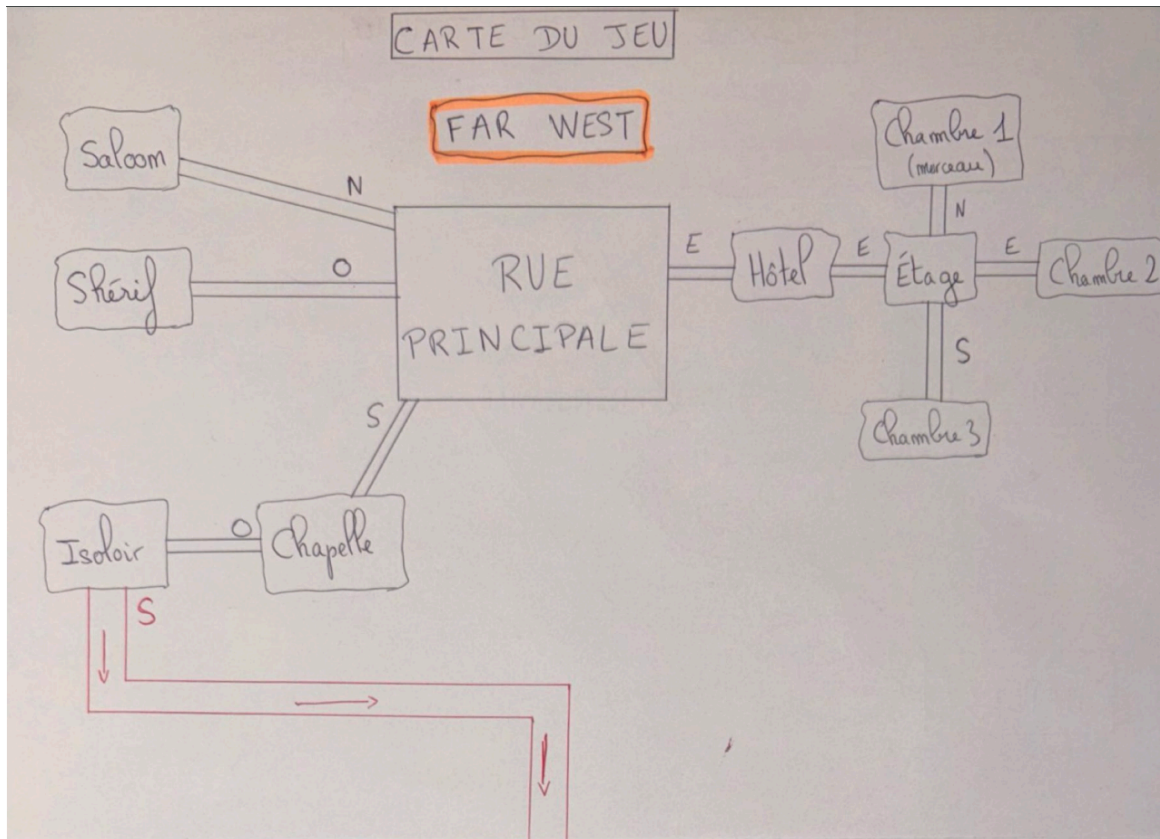 CARTE DU JEU
FAR WEST
Saloom
N
Chambre 1
(morceau)
N
Shérif
O
RUE
PRINCIPALE
E
Hôtel
E
Étage
E
Chambre 2
S
S
Chambre 3
Isoloir
O
Chapelle
S